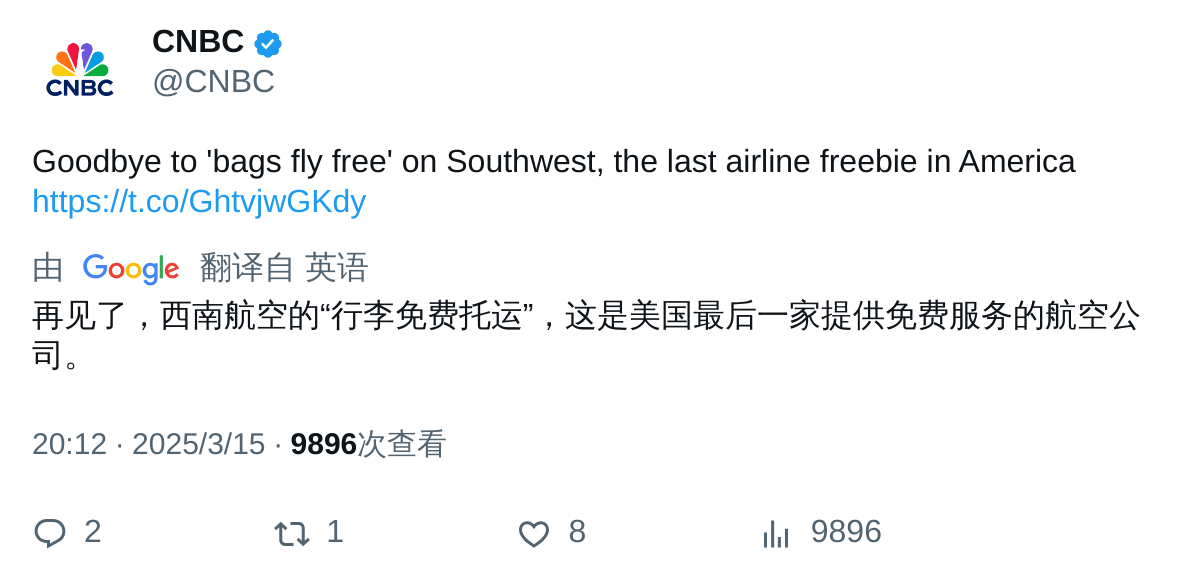 CNBC
CNBC
@CNBC
Goodbye to 'bags fly free' on Southwest, the last airline freebie in America
https://t.co/GhtvjwGKdy
由 Google 翻译自 英语
再见了，西南航空的“行李免费托运”，这是美国最后一家提供免费服务的航空公
司。
20:12 · 2025/3/15 · 9896次查看
2 1 8 9896